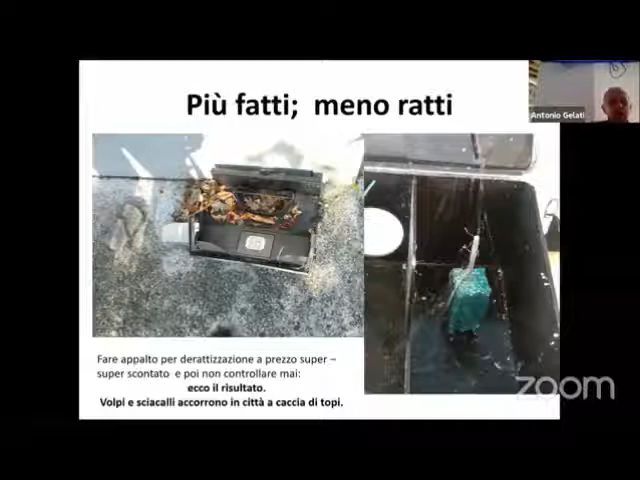 Più fatti;  meno ratti
Antonio Gelati
Fare appalto per derattizzazione a prezzo super –
super scontato  e poi non controllare mai:
ecco il risultato.
Volpi e sciacalli accorrono in città a caccia di topi.
zoom